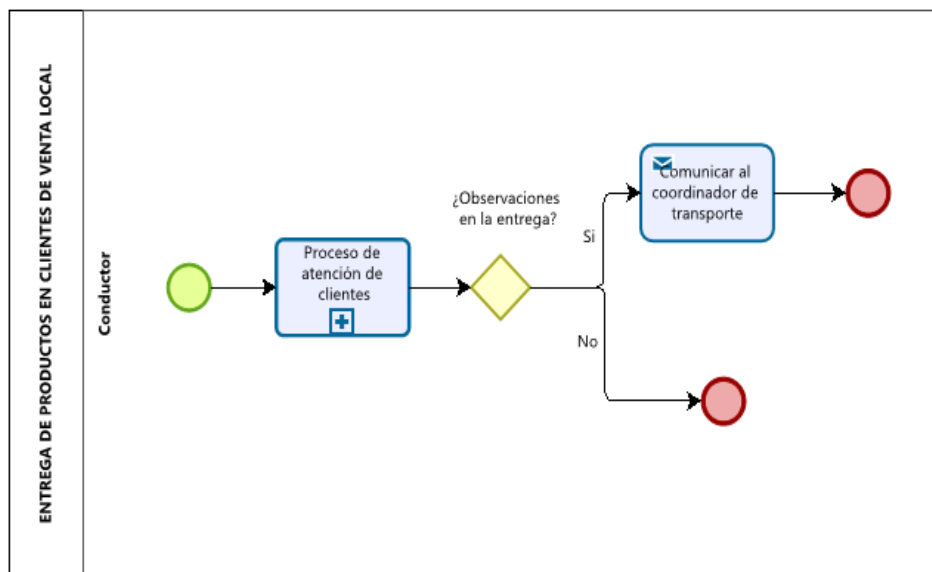 ENTREGA DE PRODUCTOS EN CLIENTES DE VENTA LOCAL
Conductor
Proceso de
atención de
clientes
¿Observaciones
en la entrega?
Si
No
Comunicar al
coordinador de
transporte